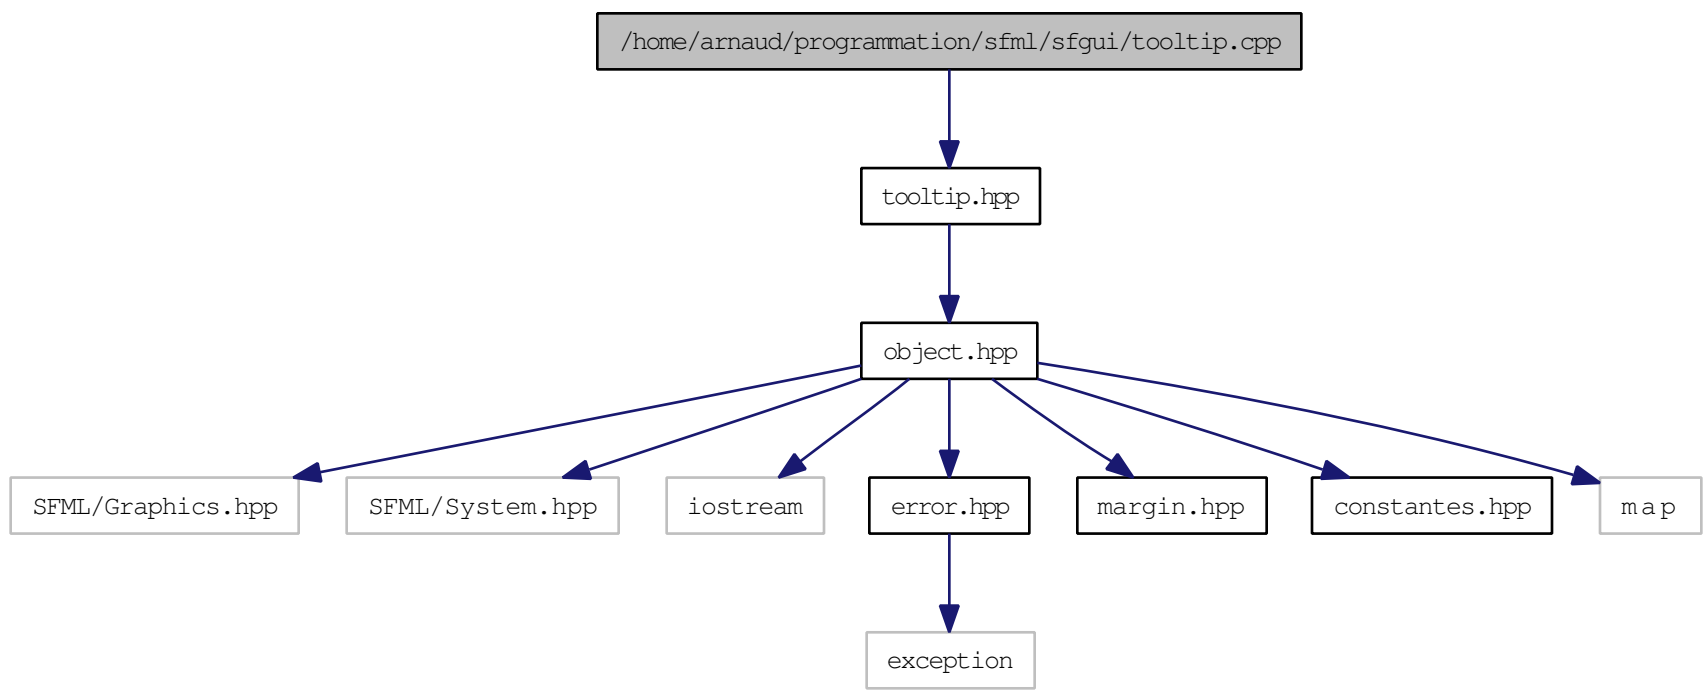 /home/arnaud/programmation/sfml/sfgui/tooltip.cpp
tooltip.hpp
object.hpp
SFML/Graphics.hpp
SFML/System.hpp
iostream
error.hpp
margin.hpp
constantes.hpp
map
exception